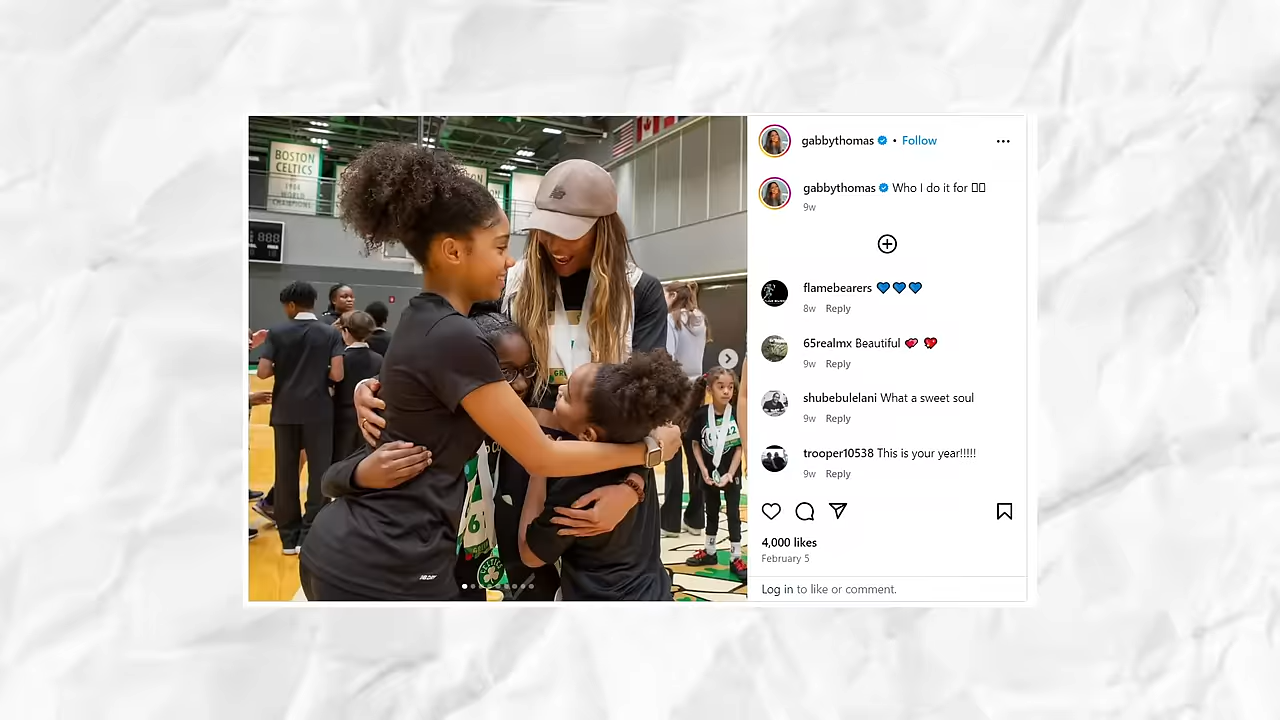 gabbythomas • Follow
gabbythomas Who I do it for
9w
flamebearers 💙💙💙
8w Reply
65realmx Beautiful 💕 💖
9w Reply
shubebulelani What a sweet soul
9w Reply
trooper10538 This is your year!!!!!
9w Reply
4,000 likes
February 5
Log in to like or comment.
BOSTON
CELTICS
WORLD
CHAMPIONS
CELTICS